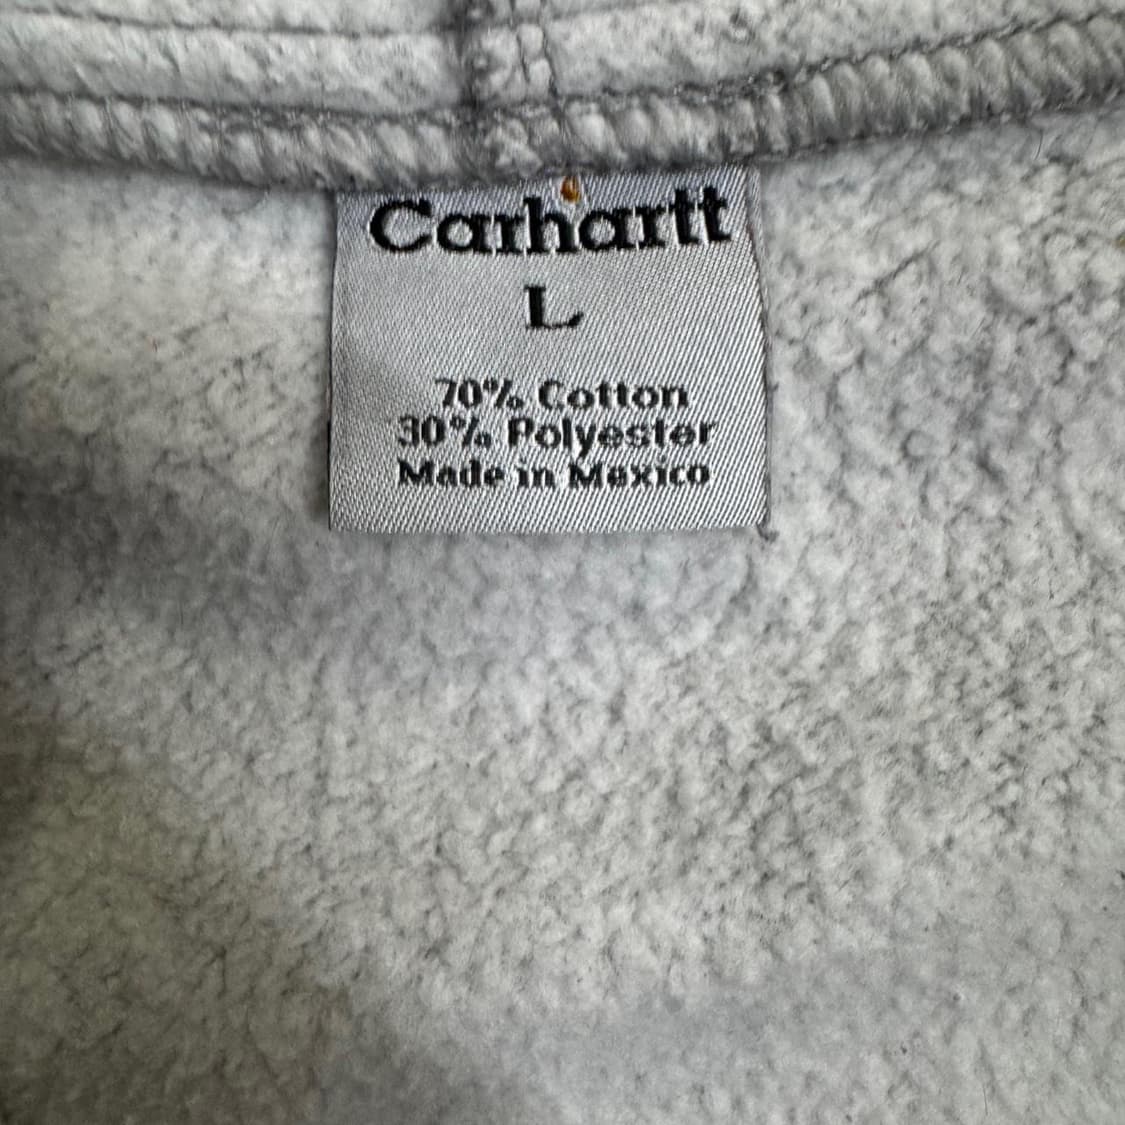 Carhartt
L
70% Cotton
30% Polyester
Made in Mexico